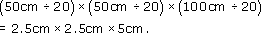 (50cm ÷ 20) × (50cm ÷ 20) × (100cm ÷ 20)
= 2.5cm × 2.5cm × 5cm.